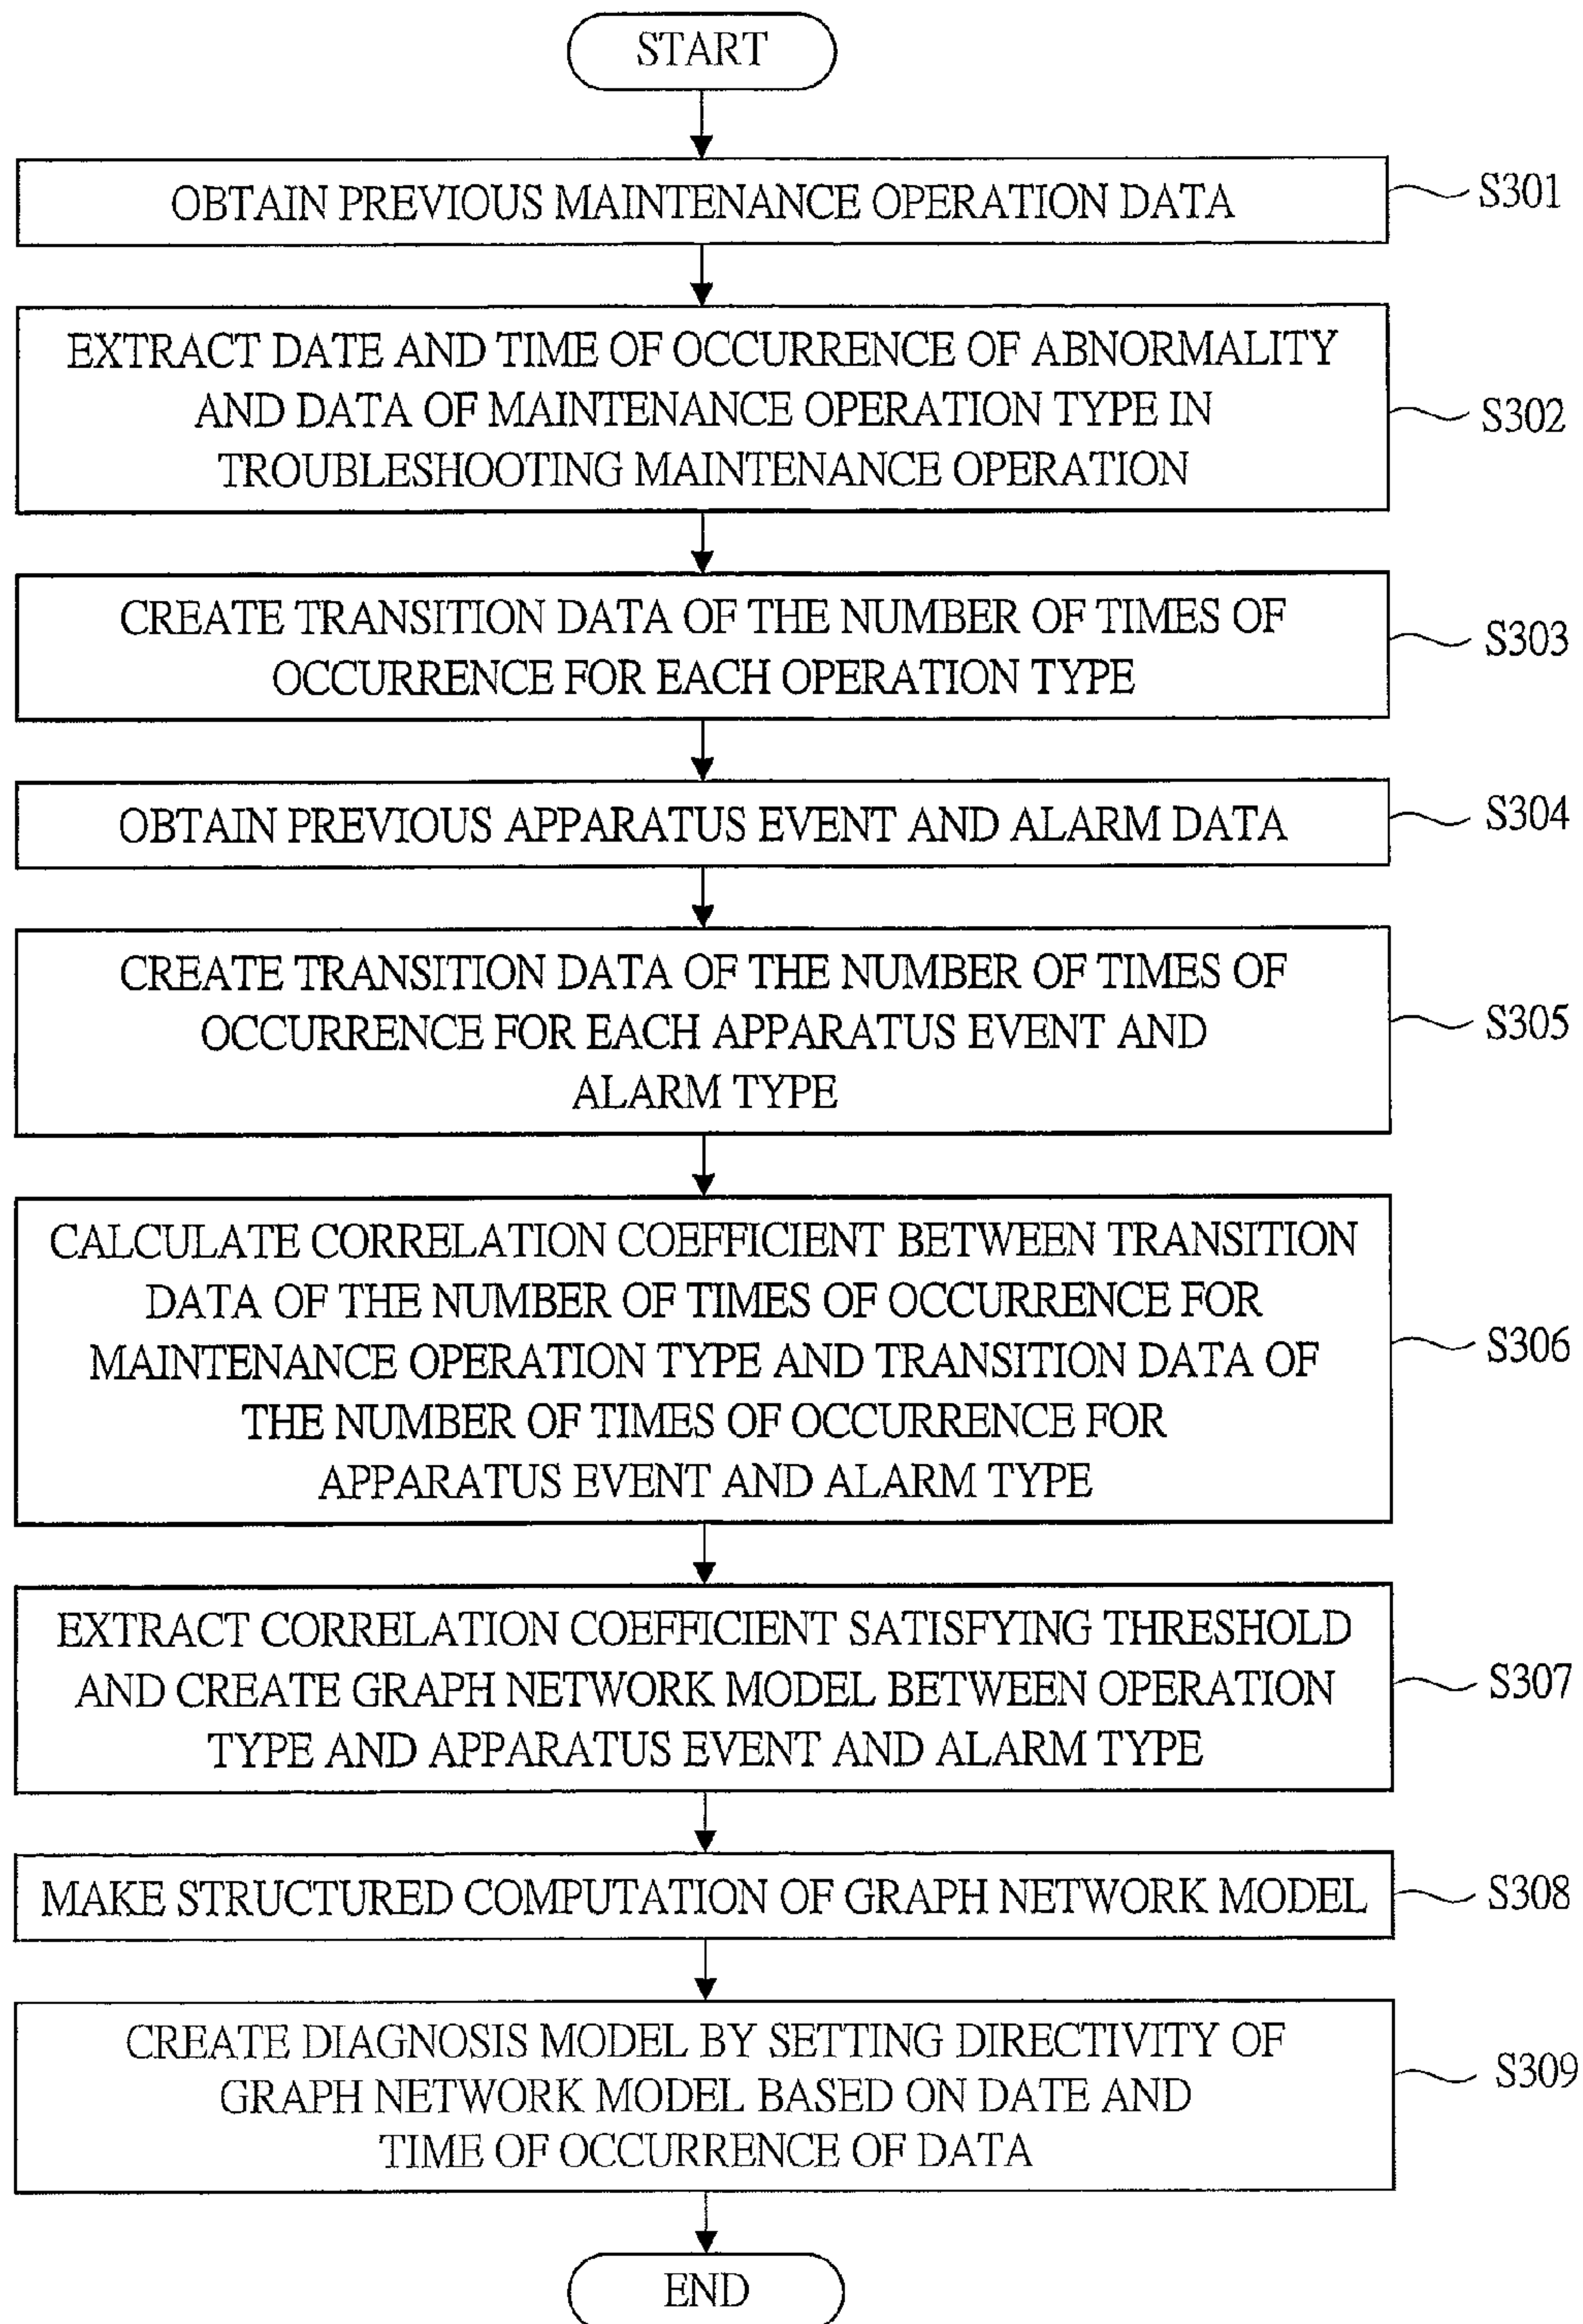 START
OBTAIN PREVIOUS MAINTENANCE OPERATION DATA
S301
EXTRACT DATE AND TIME OF OCCURRENCE OF ABNORMALITY
AND DATA OF MAINTENANCE OPERATION TYPE IN
TROUBLESHOOTING MAINTENANCE OPERATION
S302
CREATE TRANSITION DATA OF THE NUMBER OF TIMES OF
OCCURRENCE FOR EACH OPERATION TYPE
S303
OBTAIN PREVIOUS APPARATUS EVENT AND ALARM DATA
S304
CREATE TRANSITION DATA OF THE NUMBER OF TIMES OF
OCCURRENCE FOR EACH APPARATUS EVENT AND
ALARM TYPE
S305
CALCULATE CORRELATION COEFFICIENT BETWEEN TRANSITION
DATA OF THE NUMBER OF TIMES OF OCCURRENCE FOR
MAINTENANCE OPERATION TYPE AND TRANSITION DATA OF
THE NUMBER OF TIMES OF OCCURRENCE FOR
APPARATUS EVENT AND ALARM TYPE
S306
EXTRACT CORRELATION COEFFICIENT SATISFYING THRESHOLD
AND CREATE GRAPH NETWORK MODEL BETWEEN OPERATION
TYPE AND APPARATUS EVENT AND ALARM TYPE
S307
MAKE STRUCTURED COMPUTATION OF GRAPH NETWORK MODEL
S308
CREATE DIAGNOSIS MODEL BY SETTING DIRECTIVITY OF
GRAPH NETWORK MODEL BASED ON DATE AND
TIME OF OCCURRENCE OF DATA
S309
END